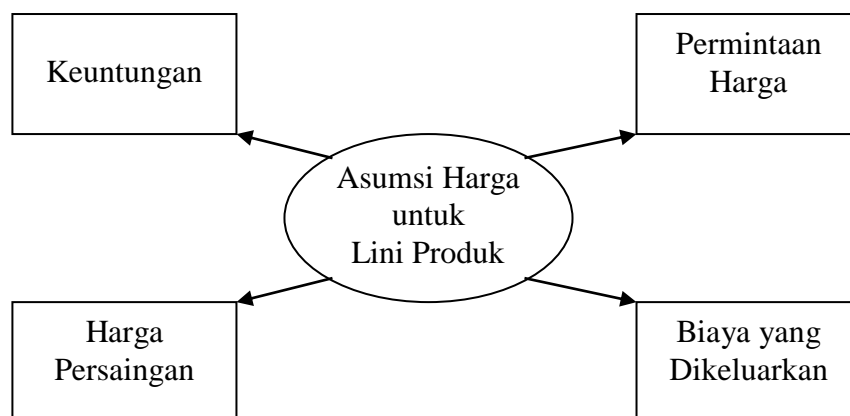 Keuntungan
Permintaan
Harga
Asumsi Harga
untuk
Lini Produk
Harga
Persaingan
Biaya yang
Dikeluarkan